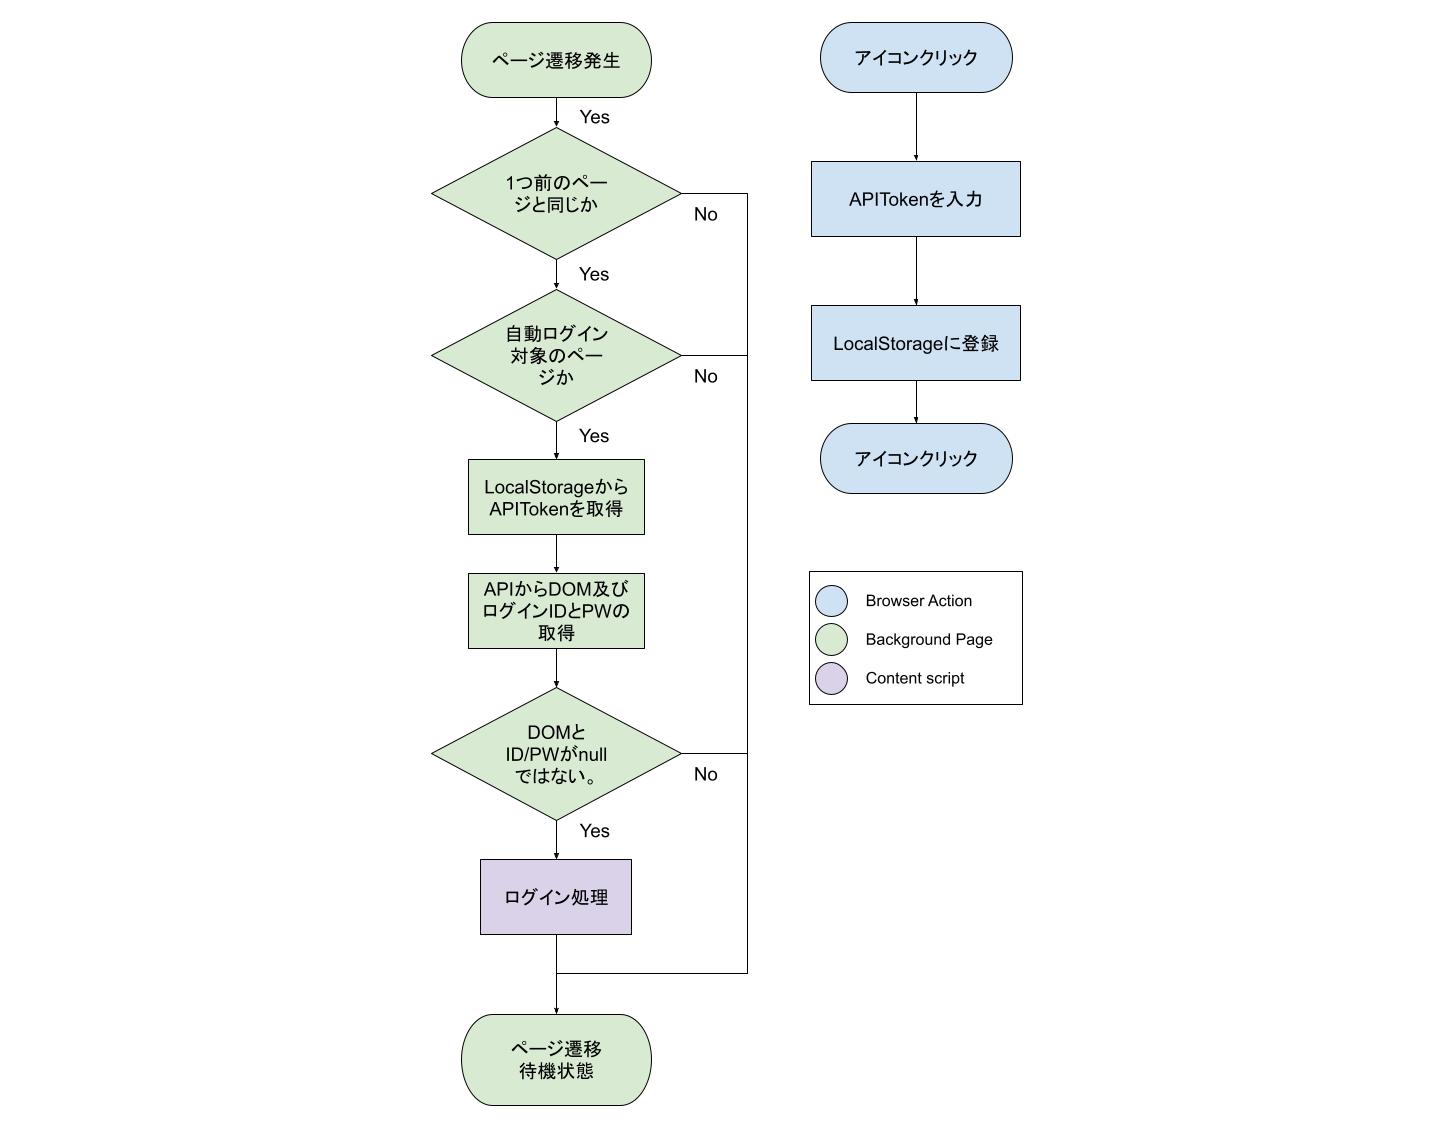 ページ遷移発生
Yes
1つ前のペー
ジと同じか
No
Yes
自動ログイン
対象のペー
ジか
No
Yes
LocalStorageから
APITokenを取得
APIからDOM及び
ログインIDとPWの
取得
DOMと
ID/PWがnull
ではない。
No
Yes
ログイン処理
ページ遷移
待機状態
アイコンクリック
APITokenを入力
LocalStorageに登録
アイコンクリック
Browser Action
Background Page
Content script